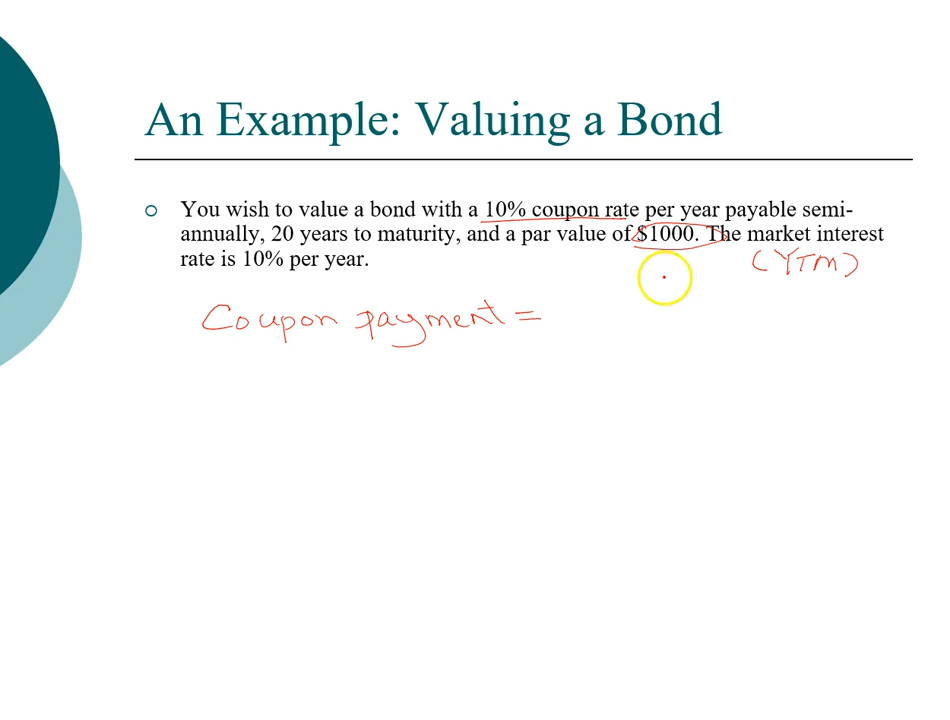 An Example: Valuing a Bond
You wish to value a bond with a 10% coupon rate per year payable semi-
annually, 20 years to maturity, and a par value of $1000. The market interest
rate is 10% per year.
(YTM)
Coupon payment =